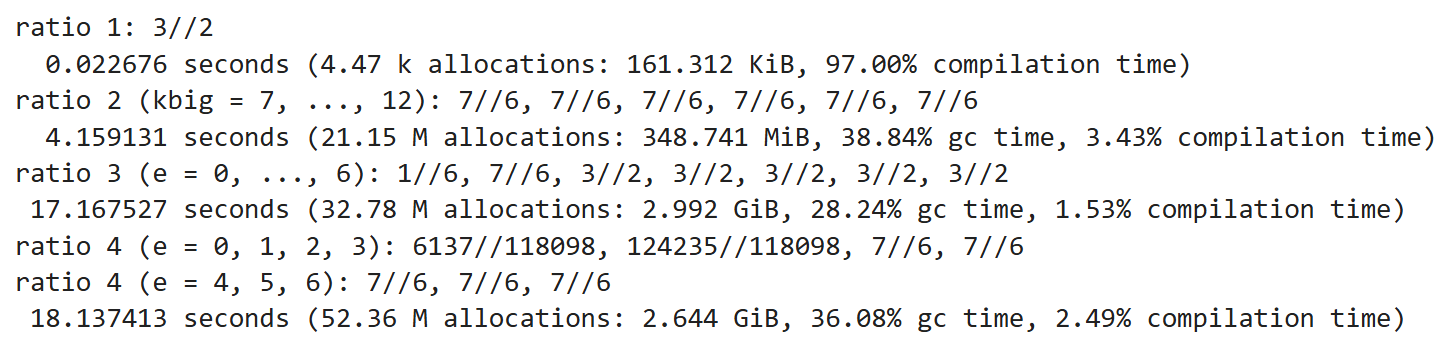 ratio 1: 3//2
0.022676 seconds (4.47 k allocations: 161.312 KiB, 97.00% compilation time)
ratio 2 (kbig = 7, ..., 12): 7//6, 7//6, 7//6, 7//6, 7//6, 7//6
4.159131 seconds (21.15 M allocations: 348.741 MiB, 38.84% gc time, 3.43% compilation time)
ratio 3 (e = 0, ..., 6): 1//6, 7//6, 3//2, 3//2, 3//2, 3//2, 3//2
17.167527 seconds (32.78 M allocations: 2.992 GiB, 28.24% gc time, 1.53% compilation time)
ratio 4 (e = 0, 1, 2, 3): 6137//118098, 124235//118098, 7//6, 7//6
ratio 4 (e = 4, 5, 6): 7//6, 7//6, 7//6
18.137413 seconds (52.36 M allocations: 2.644 GiB, 36.08% gc time, 2.49% compilation time)